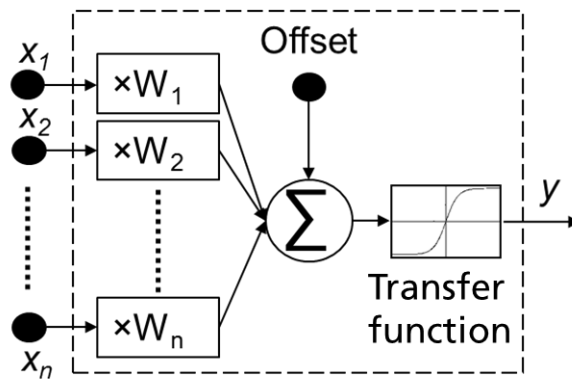 x1
Offset
×W1
x2
×W2
Σ
y
×Wn
xn
Transfer
function